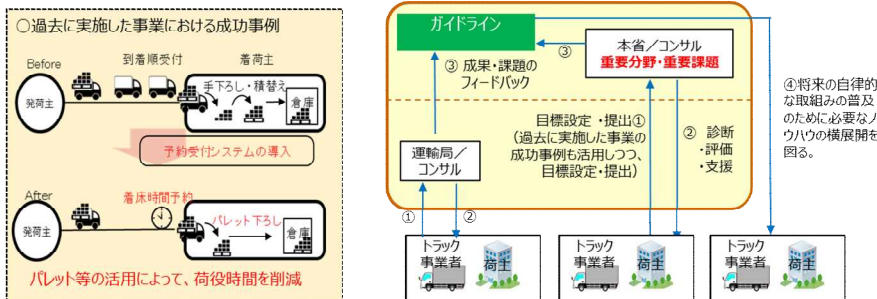 ○過去に実施した事業における成功事例
Before
到着順受付
着荷主
手下ろし・積替え
発荷主
倉庫
予約受付システムの導入
After
着床時間予約
パレット下ろし
発荷主
倉庫
パレット等の活用によって、荷役時間を削減
ガイドライン
③
本省／コンサル
重要分野・重要課題
③ 成果・課題の
フィードバック
目標設定・提出①
（過去に実施した事業の
成功事例も活用しつつ、
目標設定・提出）
② 診断
・評価
・支援
運輸局／
コンサル
①
②
④将来の自律的
な取組みの普及
のために必要なノ
ウハウの横展開を
図る。
トラック
事業者
荷主
トラック
事業者
荷主
トラック
事業者
荷主